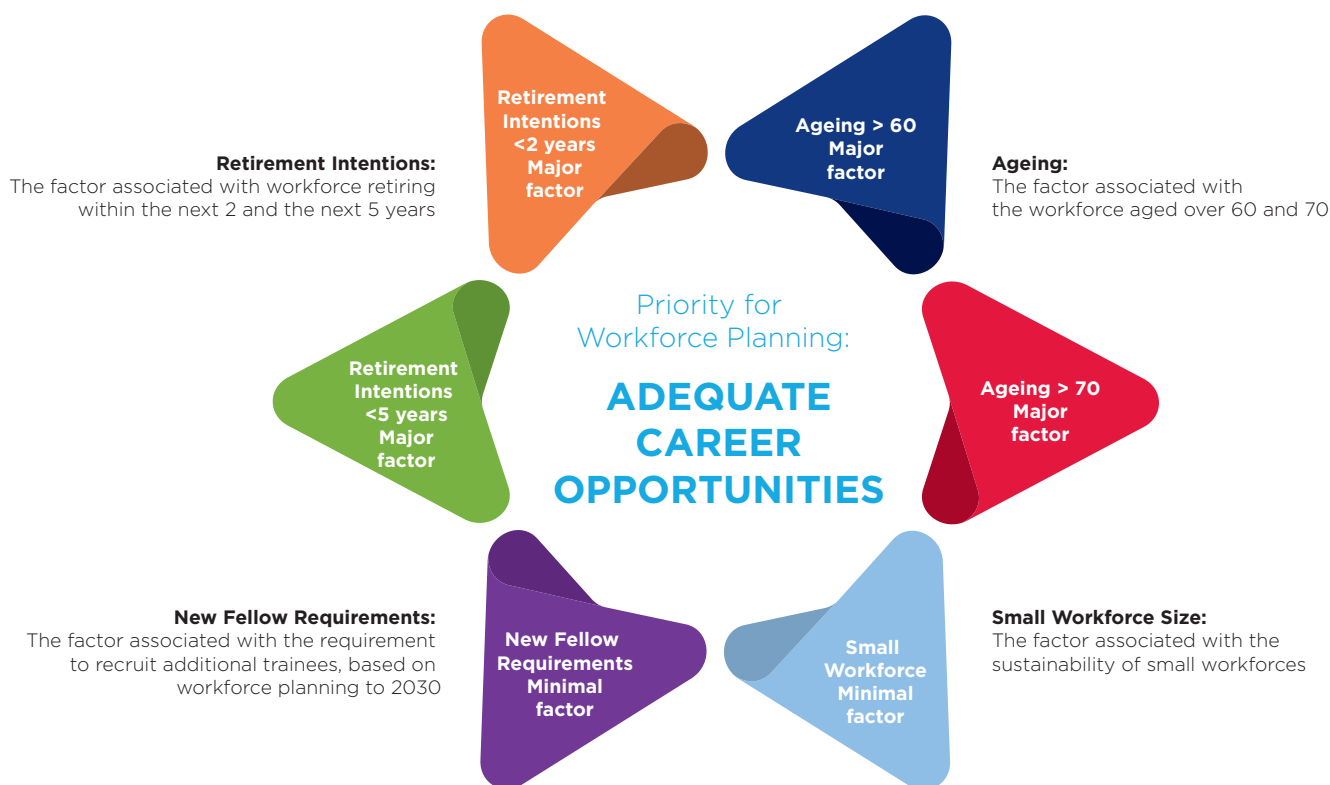 Retirement
Intentions
<2 years
Major
factor
Ageing > 60
Major
factor
Retirement Intentions:
The factor associated with workforce retiring
within the next 2 and the next 5 years
Ageing:
The factor associated with
the workforce aged over 60 and 70
Priority for
Workforce Planning:
ADEQUATE
CAREER
OPPORTUNITIES
Retirement
Intentions
<5 years
Major
factor
Ageing > 70
Major
factor
New Fellow Requirements:
The factor associated with the requirement
to recruit additional trainees, based on
workforce planning to 2030
New Fellow
Requirements
Minimal
factor
Small
Workforce
Minimal
factor
Small Workforce Size:
The factor associated with the
sustainability of small workforces